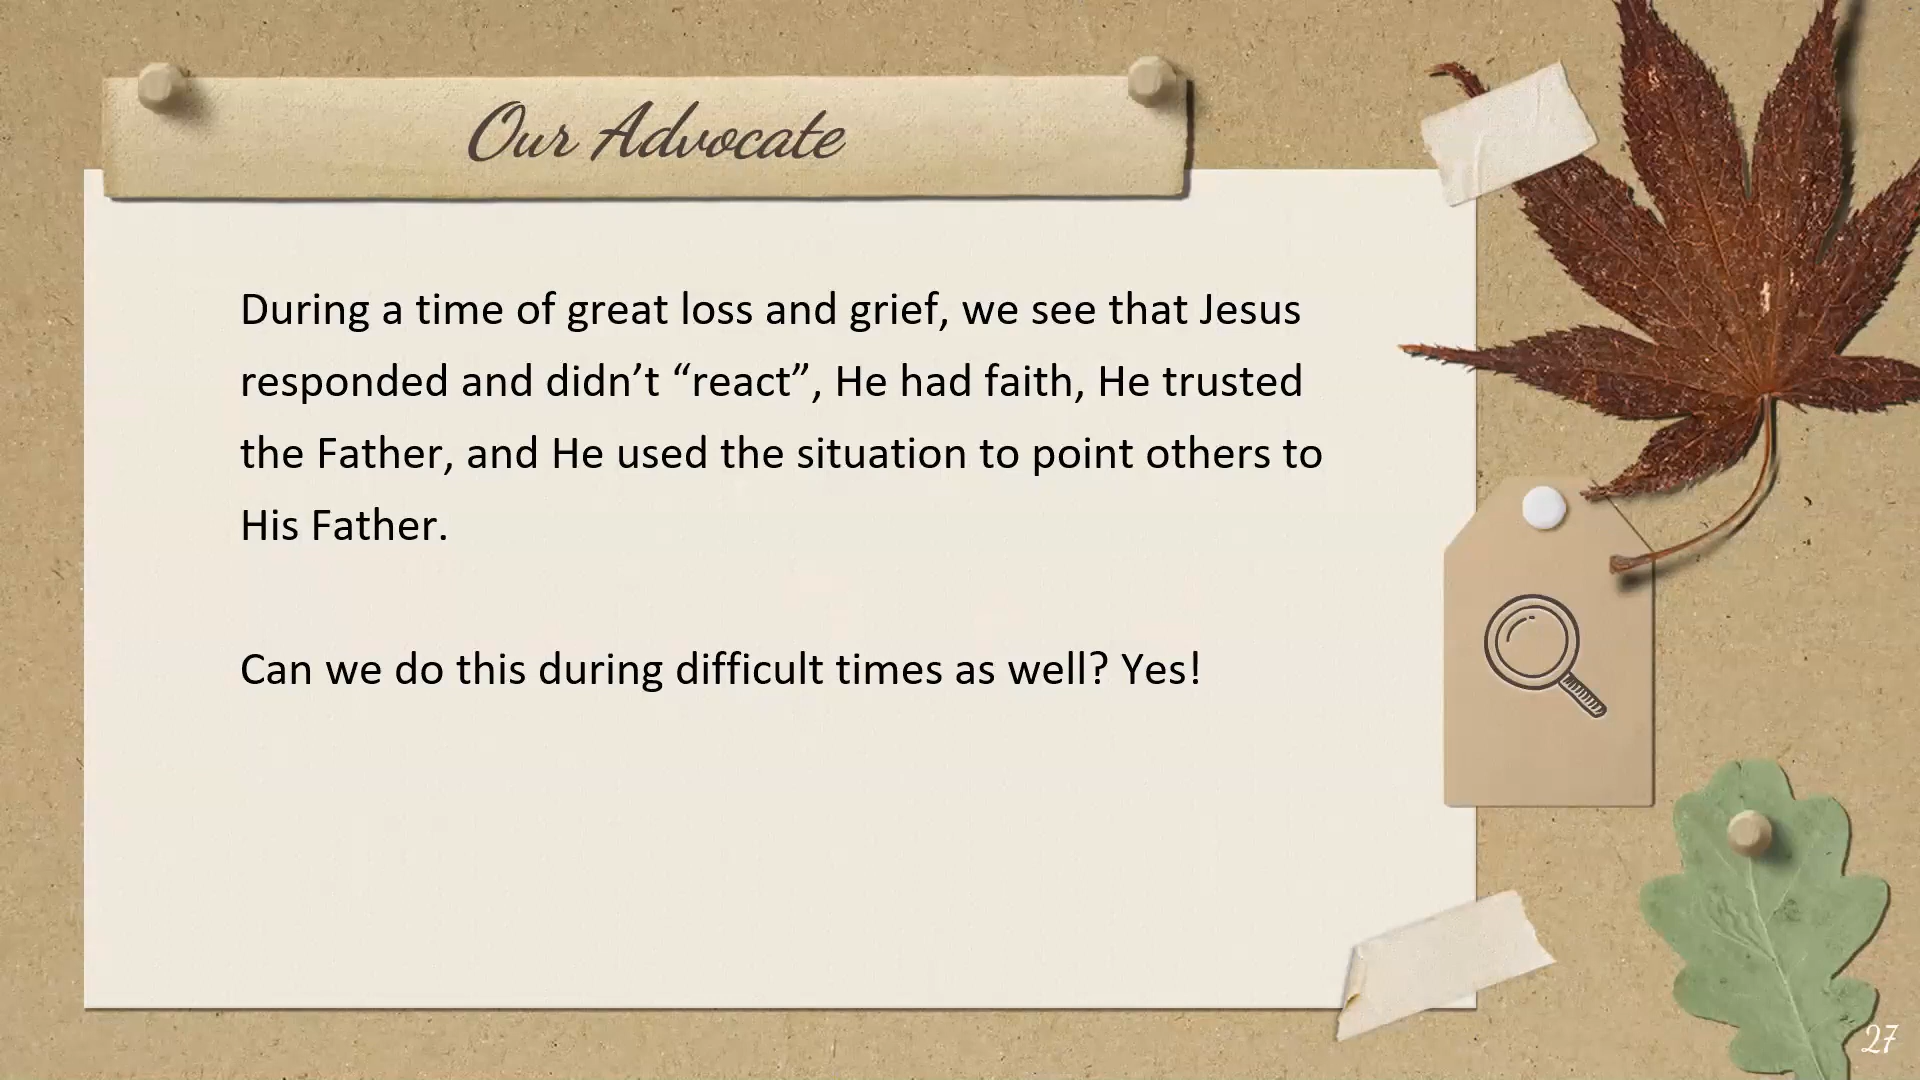 Our Advocate
During a time of great loss and grief, we see that Jesus
responded and didn’t “react”, He had faith, He trusted
the Father, and He used the situation to point others to
His Father.
Can we do this during difficult times as well? Yes!
27